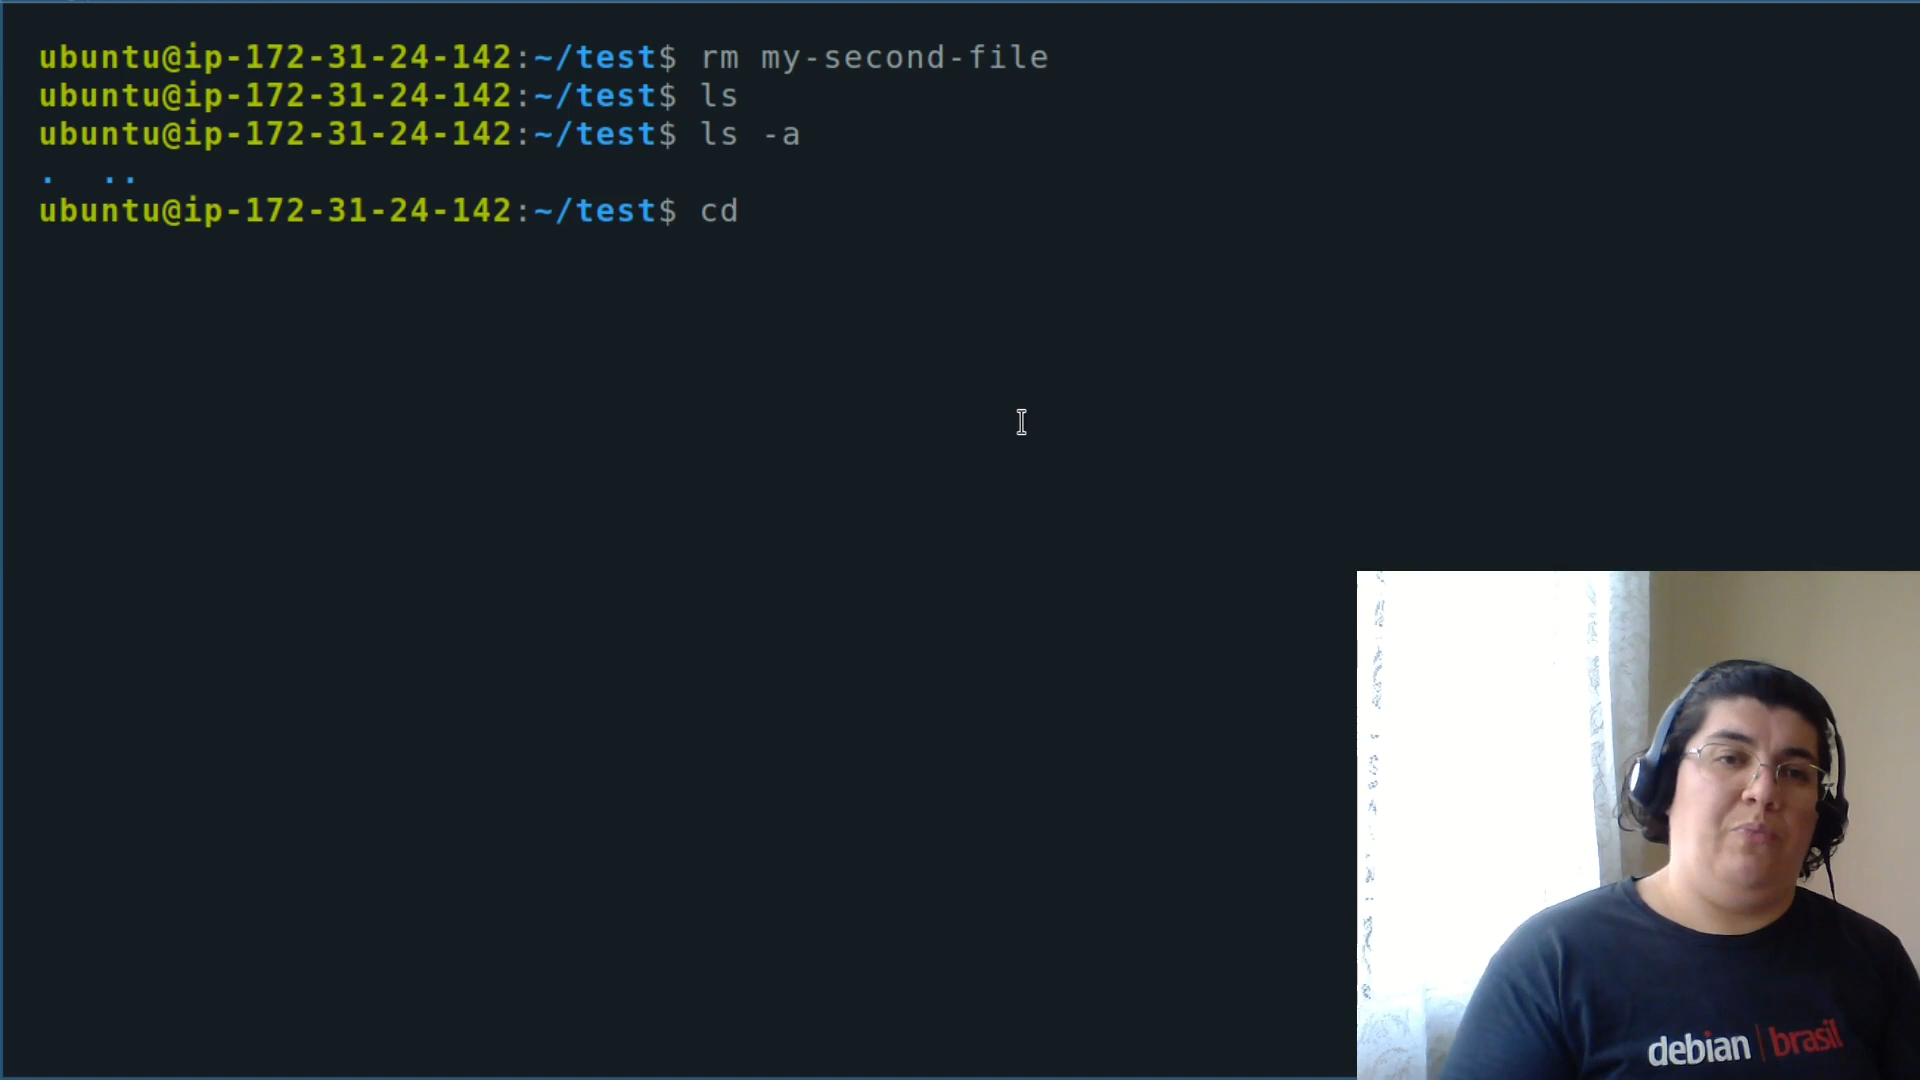 ubuntu@ip-172-31-24-142:~/test$ rm my-second-file
ubuntu@ip-172-31-24-142:~/test$ ls
ubuntu@ip-172-31-24-142:~/test$ ls -a
.  ..
ubuntu@ip-172-31-24-142:~/test$ cd
debian | brasil